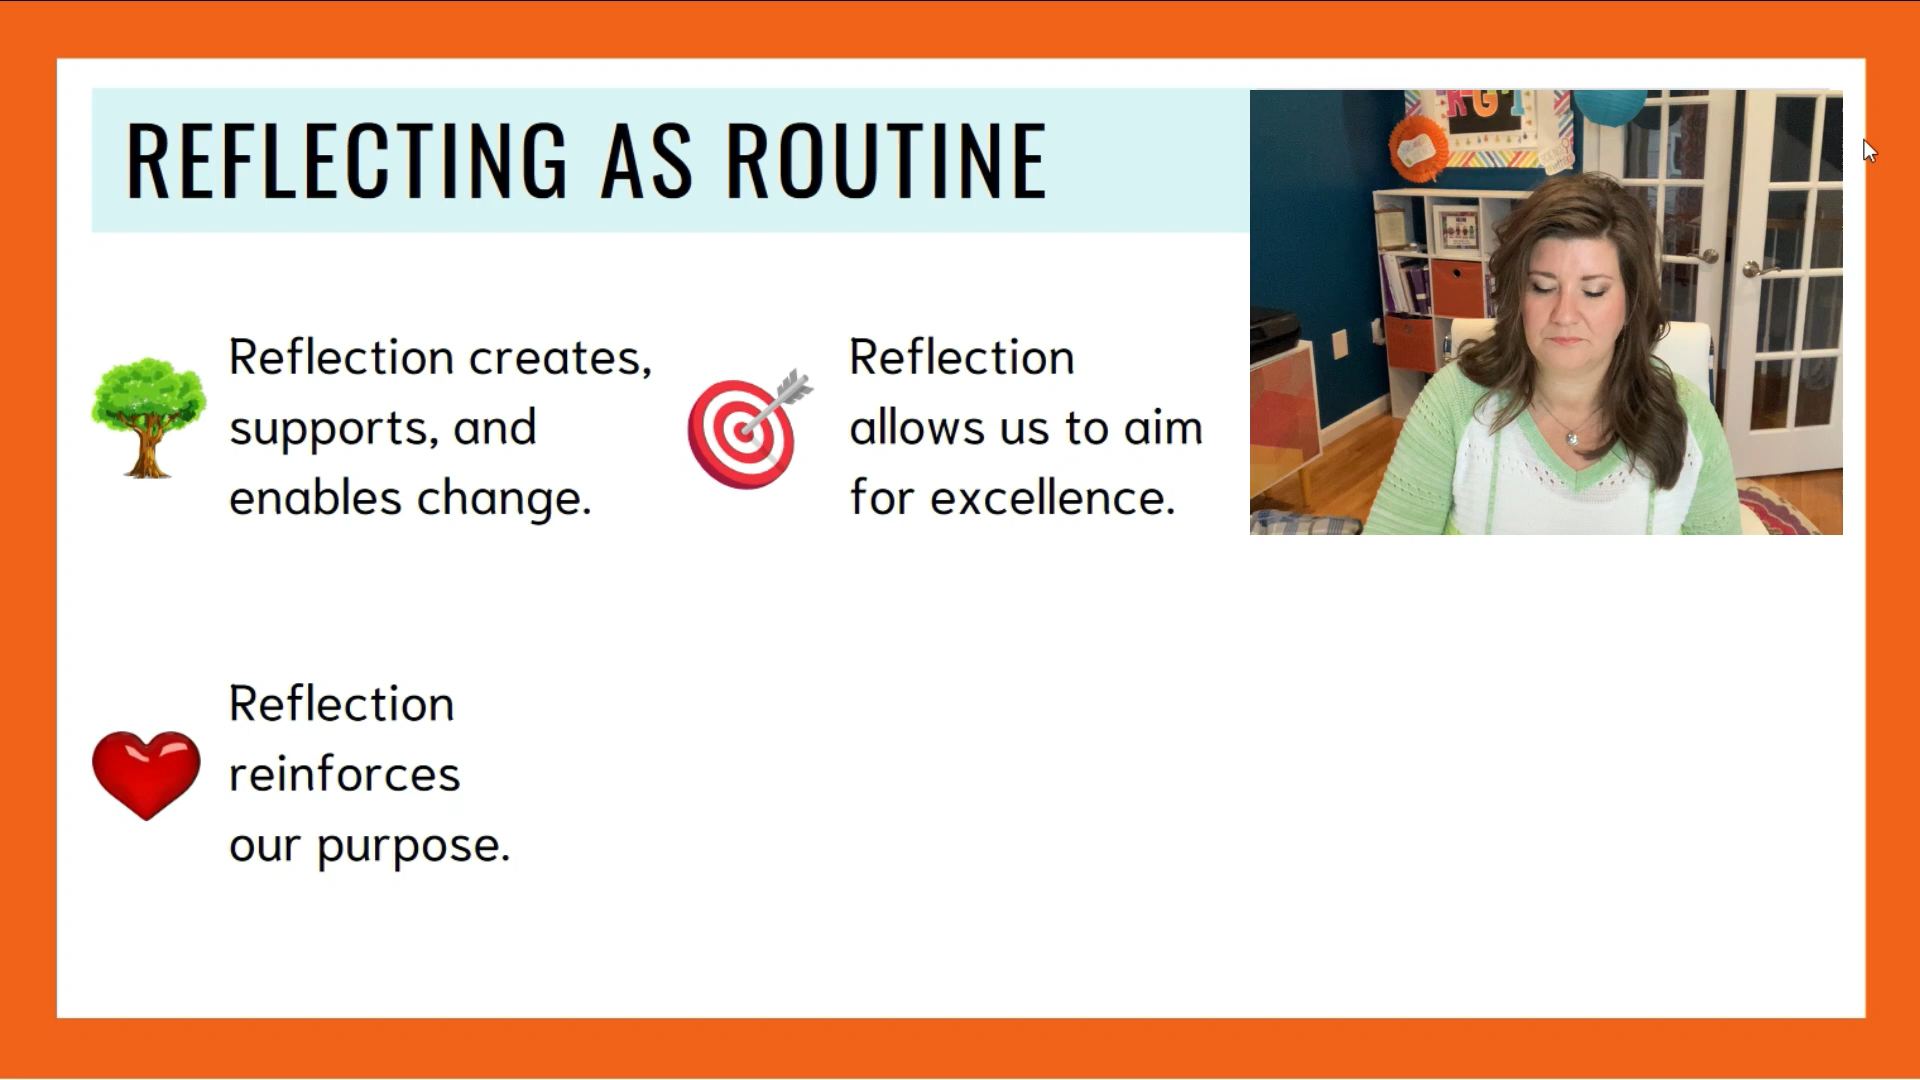 REFLECTING AS ROUTINE
Reflection creates,
supports, and
enables change.
Reflection
allows us to aim
for excellence.
Reflection
reinforces
our purpose.